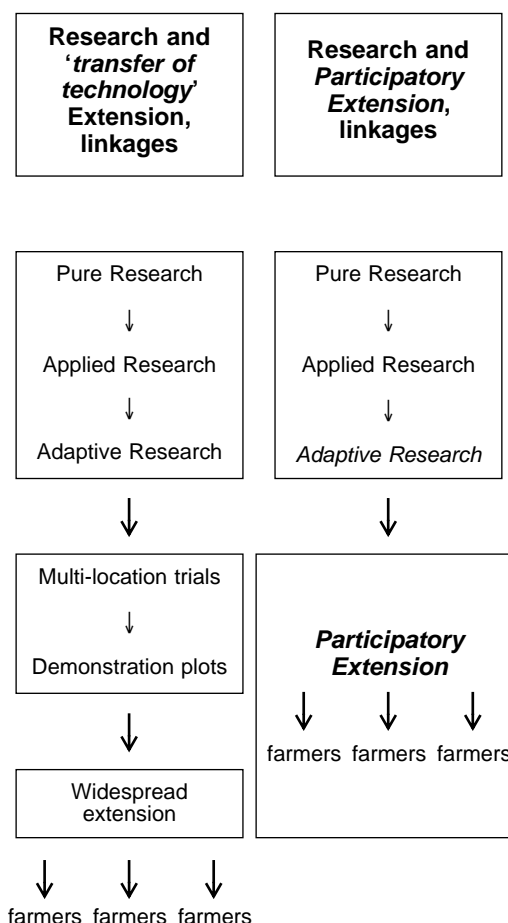 Research and
‘transfer of
technology’
Extension,
linkages
Research and
Participatory
Extension,
linkages
Pure Research
↓
Applied Research
↓
Adaptive Research
↓
Multi-location trials
↓
Demonstration plots
↓
Widespread
extension
↓ ↓ ↓
farmers farmers farmers
Pure Research
↓
Applied Research
↓
Adaptive Research
↓
Participatory
Extension
↓ ↓ ↓
farmers farmers farmers